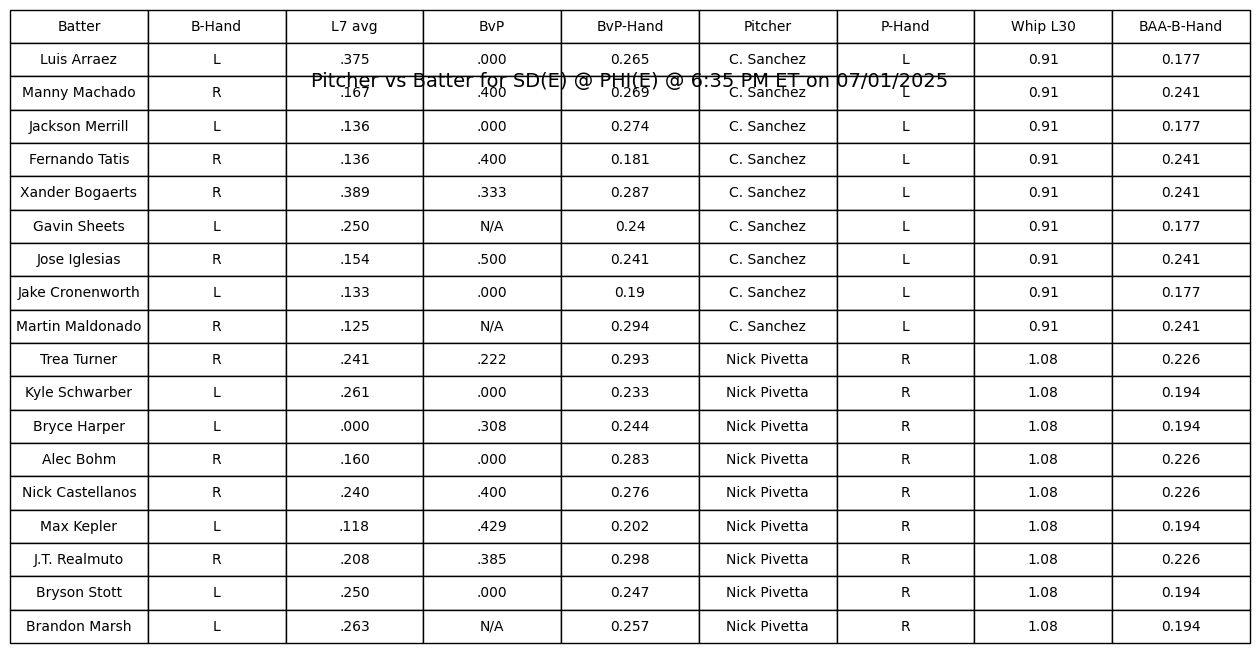 Batter B-Hand L7 avg BvP BvP-Hand Pitcher P-Hand Whip L30 BAA-B-Hand
Luis Arraez L .375 .000 0.265 C. Sanchez L 0.91 0.177
Pitcher vs Batter for SD(E) @ PHI(E) @ 6:35 PM ET on 07/01/2025
Manny Machado R .167 .400 0.269 C. Sanchez L 0.91 0.241
Jackson Merrill L .136 .000 0.274 C. Sanchez L 0.91 0.177
Fernando Tatis R .136 .400 0.181 C. Sanchez L 0.91 0.241
Xander Bogaerts R .389 .333 0.287 C. Sanchez L 0.91 0.241
Gavin Sheets L .250 N/A 0.24 C. Sanchez L 0.91 0.177
Jose Iglesias R .154 .500 0.241 C. Sanchez L 0.91 0.241
Jake Cronenworth L .133 .000 0.19 C. Sanchez L 0.91 0.177
Martin Maldonado R .125 N/A 0.294 C. Sanchez L 0.91 0.241
Trea Turner R .241 .222 0.293 Nick Pivetta R 1.08 0.226
Kyle Schwarber L .261 .000 0.233 Nick Pivetta R 1.08 0.194
Bryce Harper L .000 .308 0.244 Nick Pivetta R 1.08 0.194
Alec Bohm R .160 .000 0.283 Nick Pivetta R 1.08 0.226
Nick Castellanos R .240 .400 0.276 Nick Pivetta R 1.08 0.226
Max Kepler L .118 .429 0.202 Nick Pivetta R 1.08 0.194
J.T. Realmuto R .208 .385 0.298 Nick Pivetta R 1.08 0.226
Bryson Stott L .250 .000 0.247 Nick Pivetta R 1.08 0.194
Brandon Marsh L .263 N/A 0.257 Nick Pivetta R 1.08 0.194